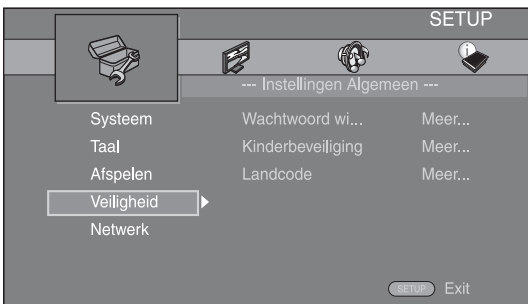 SETUP
--- Instellingen Algemeen ---
Systeem Wachtwoord wi... Meer...
Taal Kinderbeveiliging Meer...
Afspelen Landcode Meer...
Veiligheid
Netwerk
SETUP Exit